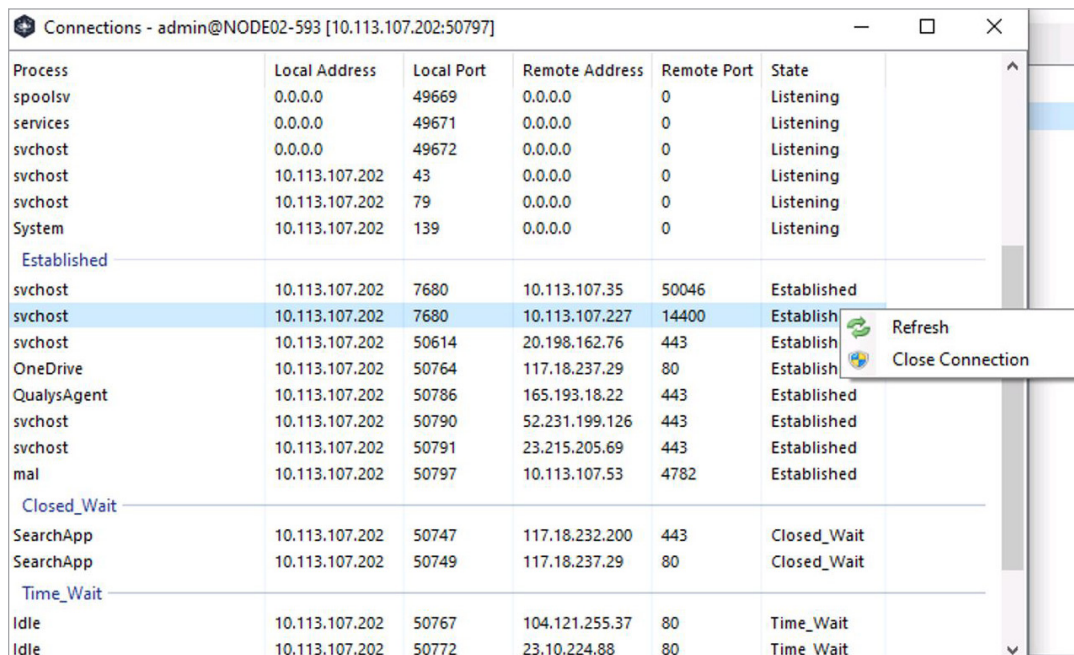 Connections - admin@NODE02-593 [10.113.107.202:50797]
Process Local Address Local Port Remote Address Remote Port State
spoolsv 0.0.0.0 49669 0.0.0.0 0 Listening
services 0.0.0.0 49671 0.0.0.0 0 Listening
svchost 0.0.0.0 49672 0.0.0.0 0 Listening
svchost 10.113.107.202 43 0.0.0.0 0 Listening
svchost 10.113.107.202 79 0.0.0.0 0 Listening
System 10.113.107.202 139 0.0.0.0 0 Listening
Established
svchost 10.113.107.202 7680 10.113.107.35 50046 Established
svchost 10.113.107.202 7680 10.113.107.227 14400 Establish
Refresh
svchost 10.113.107.202 50614 20.198.162.76 443 Establish
Close Connection
OneDrive 10.113.107.202 50764 117.18.237.29 80 Establish
QualysAgent 10.113.107.202 50786 165.193.18.22 443 Established
svchost 10.113.107.202 50790 52.231.199.126 443 Established
svchost 10.113.107.202 50791 23.215.205.69 443 Established
mal 10.113.107.202 50797 10.113.107.53 4782 Established
Closed_Wait
SearchApp 10.113.107.202 50747 117.18.232.200 443 Closed_Wait
SearchApp 10.113.107.202 50749 117.18.237.29 80 Closed_Wait
Time_Wait
Idle 10.113.107.202 50767 104.121.255.37 80 Time_Wait
Idle 10.113.107.202 50772 23.10.224.88 80 Time_Wait